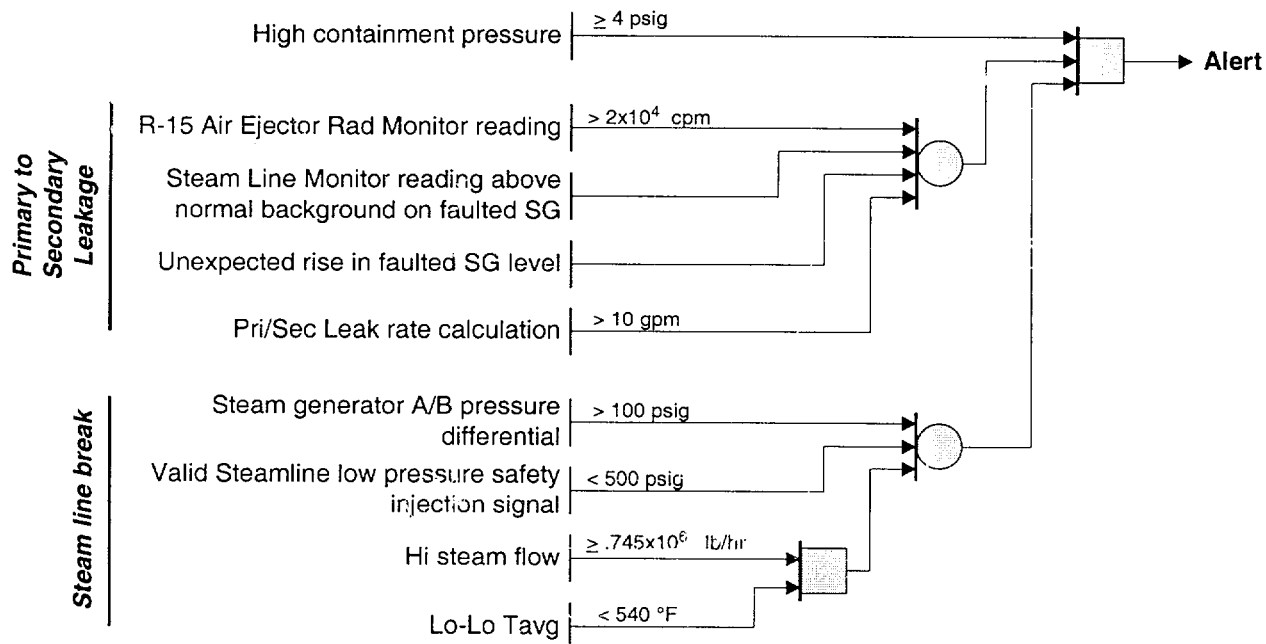 High containment pressure
≥ 4 psig
Alert
Primary to
Secondary
Leakage
R-15 Air Ejector Rad Monitor reading
> 2x10⁴ cpm
Steam Line Monitor reading above
normal background on faulted SG
Unexpected rise in faulted SG level
Pri/Sec Leak rate calculation
> 10 gpm
Steam line break
Steam generator A/B pressure
differential
> 100 psig
Valid Steamline low pressure safety
injection signal
< 500 psig
Hi steam flow
≥ .745x10⁶ lb/hr
Lo-Lo Tavg
< 540 °F